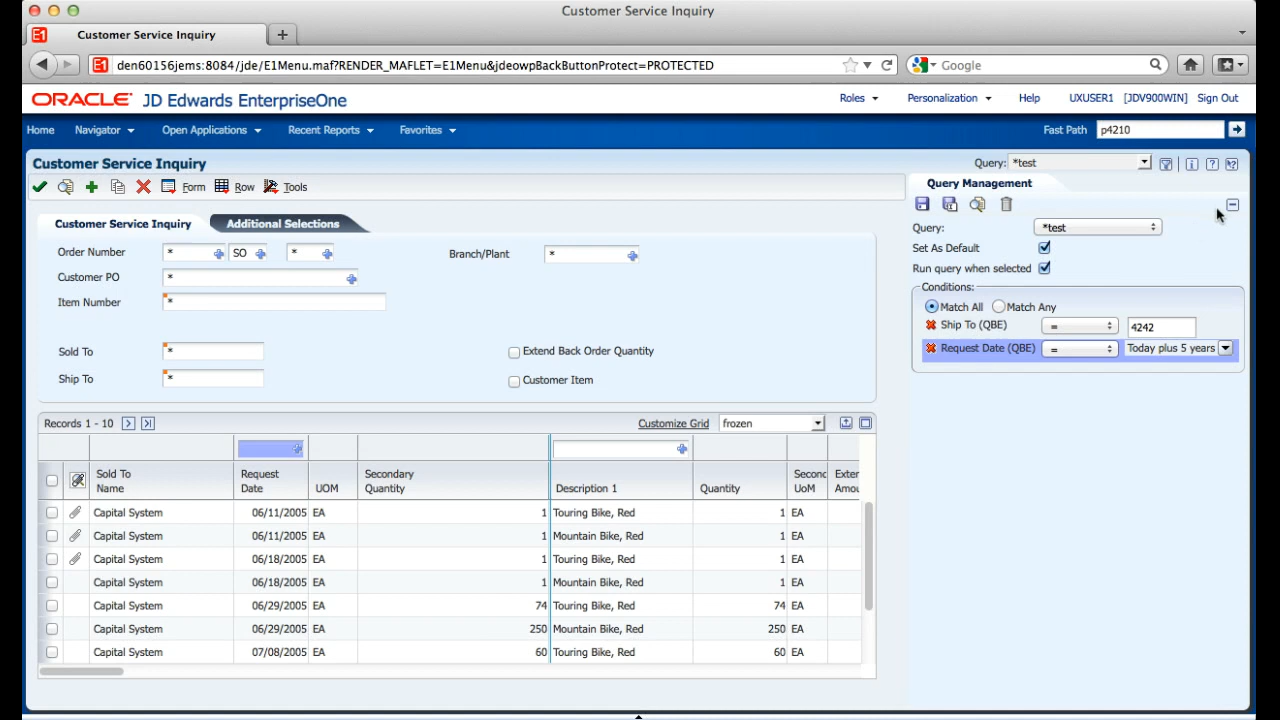 Customer Service Inquiry
Customer Service Inquiry
den60156jems:8084/jde/E1Menu.maf?RENDER_MAFLET=E1Menu&jdeowpBackButtonProtect=PROTECTED
Google
ORACLE JD Edwards EnterpriseOne
Roles Personalization Help UXUSER1 [JDV900WIN] Sign Out
Home Navigator Open Applications Recent Reports Favorites Fast Path p4210
Customer Service Inquiry Query: *test
Query Management
Form Row Tools
Customer Service Inquiry Additional Selections
Query: *test
Set As Default
Run query when selected
Conditions:
Match All Match Any
Ship To (QBE) = 4242
Request Date (QBE) = Today plus 5 years
Order Number * SO * Branch/Plant *
Customer PO *
Item Number *
Sold To * Extend Back Order Quantity
Ship To * Customer Item
Records 1 - 10 Customize Grid frozen
Sold To Name Request Date UOM Secondary Quantity Description 1 Quantity Second UoM Exter Amou
Capital System 06/11/2005 EA 1 Touring Bike, Red 1 EA
Capital System 06/11/2005 EA 1 Mountain Bike, Red 1 EA
Capital System 06/18/2005 EA 1 Touring Bike, Red 1 EA
Capital System 06/18/2005 EA 1 Mountain Bike, Red 1 EA
Capital System 06/29/2005 EA 74 Touring Bike, Red 74 EA
Capital System 06/29/2005 EA 250 Mountain Bike, Red 250 EA
Capital System 07/08/2005 EA 60 Touring Bike, Red 60 EA